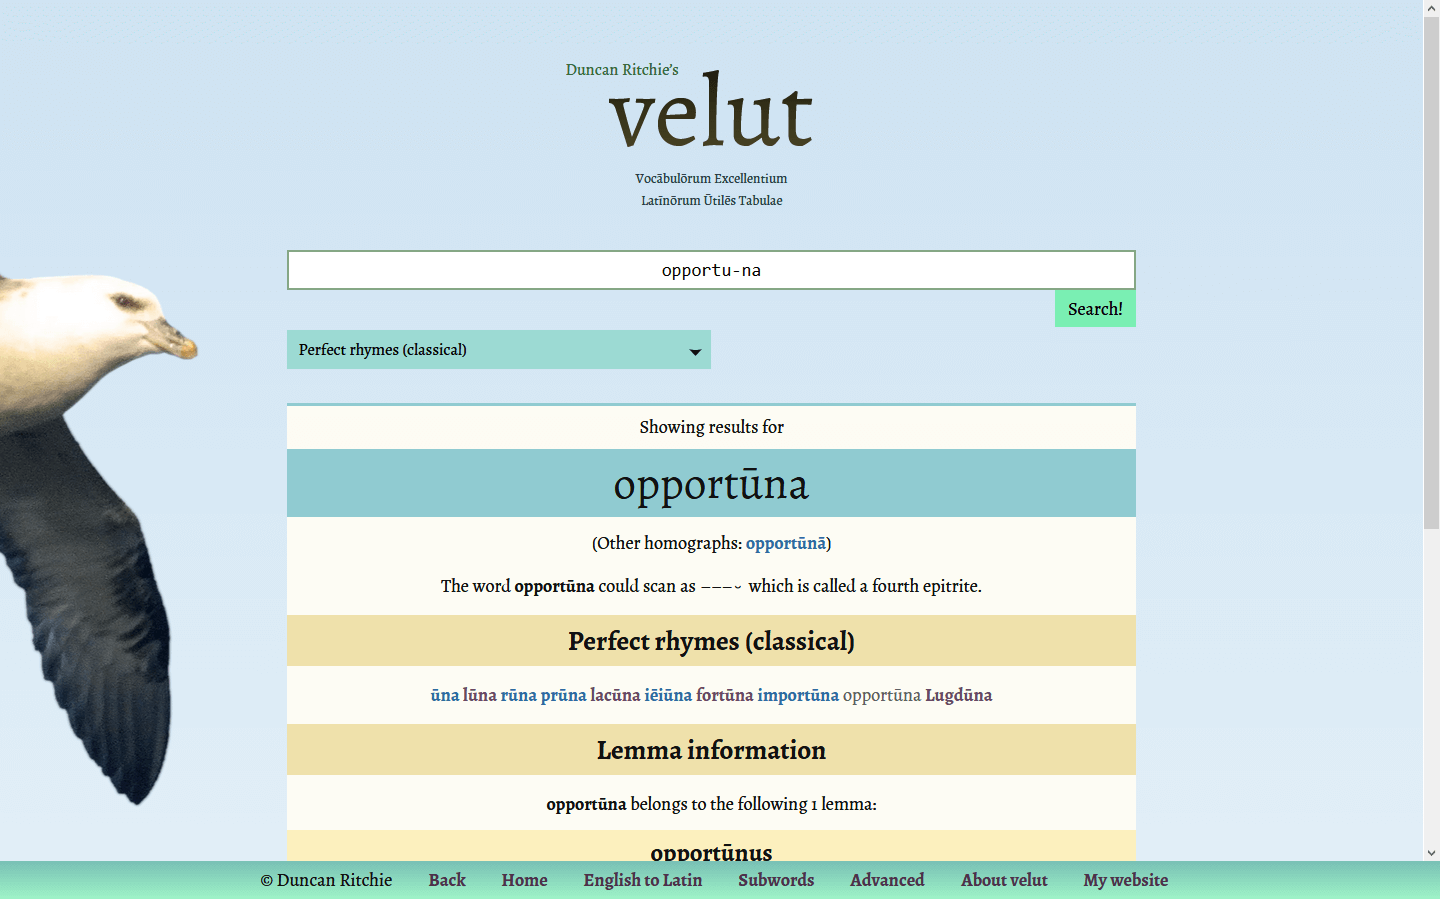 Duncan Ritchie’s
velut
Vocābulōrum Excellentium
Latīnōrum Ūtilēs Tabulae
opportu-na
Search!
Perfect rhymes (classical)
Showing results for
opportūna
(Other homographs: opportūnā)
The word opportūna could scan as –––⏑ which is called a fourth epitrite.
Perfect rhymes (classical)
ūna lūna rūna prūna lacūna iēiūna fortūna importūna opportūna Lugdūna
Lemma information
opportūna belongs to the following 1 lemma:
opportūnus
© Duncan Ritchie Back Home English to Latin Subwords Advanced About velut My website